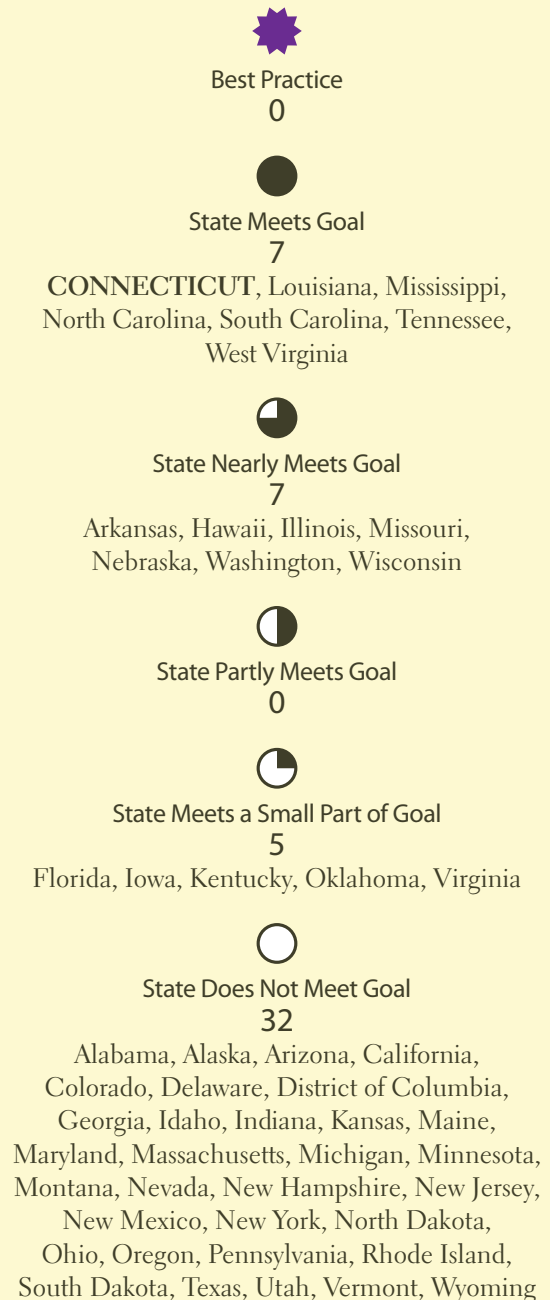 Best Practice
0
State Meets Goal
7
CONNECTICUT, Louisiana, Mississippi,
North Carolina, South Carolina, Tennessee,
West Virginia
State Nearly Meets Goal
7
Arkansas, Hawaii, Illinois, Missouri,
Nebraska, Washington, Wisconsin
State Partly Meets Goal
0
State Meets a Small Part of Goal
5
Florida, Iowa, Kentucky, Oklahoma, Virginia
State Does Not Meet Goal
32
Alabama, Alaska, Arizona, California,
Colorado, Delaware, District of Columbia,
Georgia, Idaho, Indiana, Kansas, Maine,
Maryland, Massachusetts, Michigan, Minnesota,
Montana, Nevada, New Hampshire, New Jersey,
New Mexico, New York, North Dakota,
Ohio, Oregon, Pennsylvania, Rhode Island,
South Dakota, Texas, Utah, Vermont, Wyoming